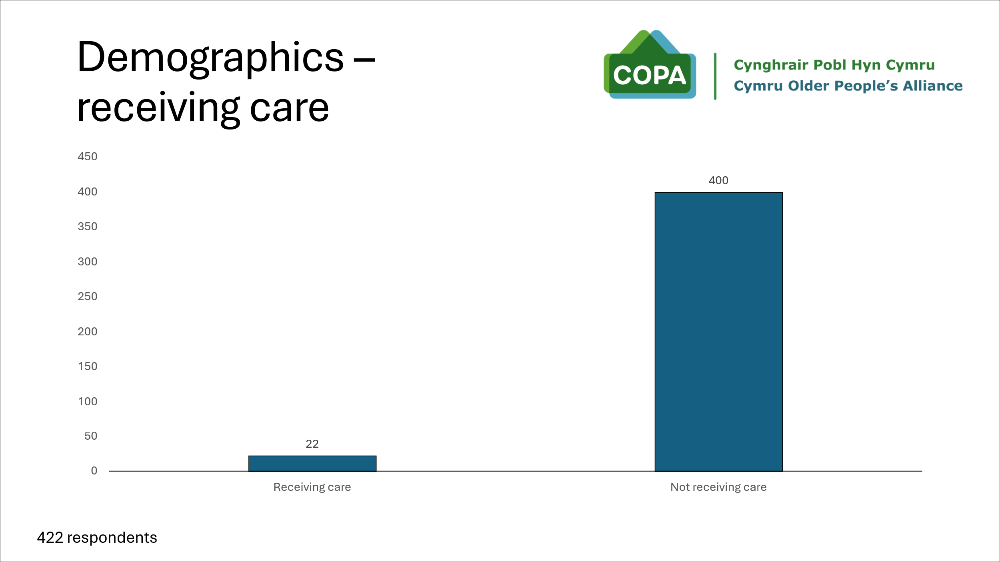 Demographics –
receiving care
COPA
Cynghrair Pobl Hyn Cymru
Cymru Older People’s Alliance
450
400
350
300
250
200
150
100
50
0
22
400
Receiving care
Not receiving care
422 respondents